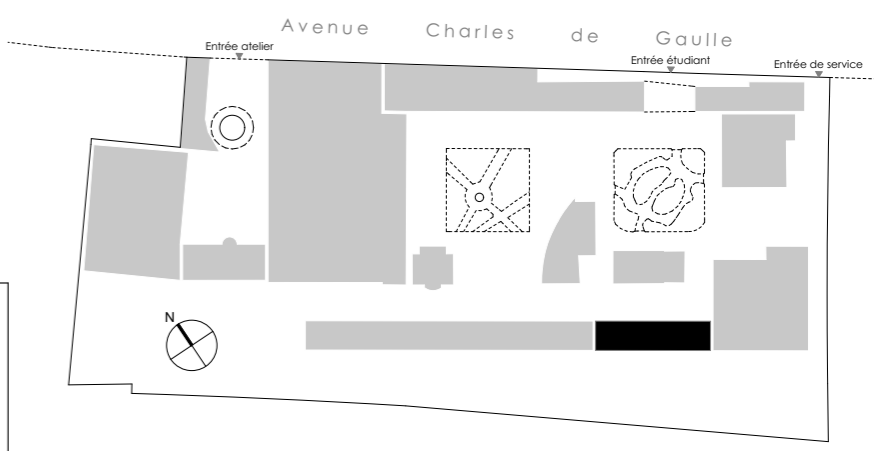 Avenue Charles de Gaulle
Entrée atelier
Entrée étudiant
Entrée de service
N